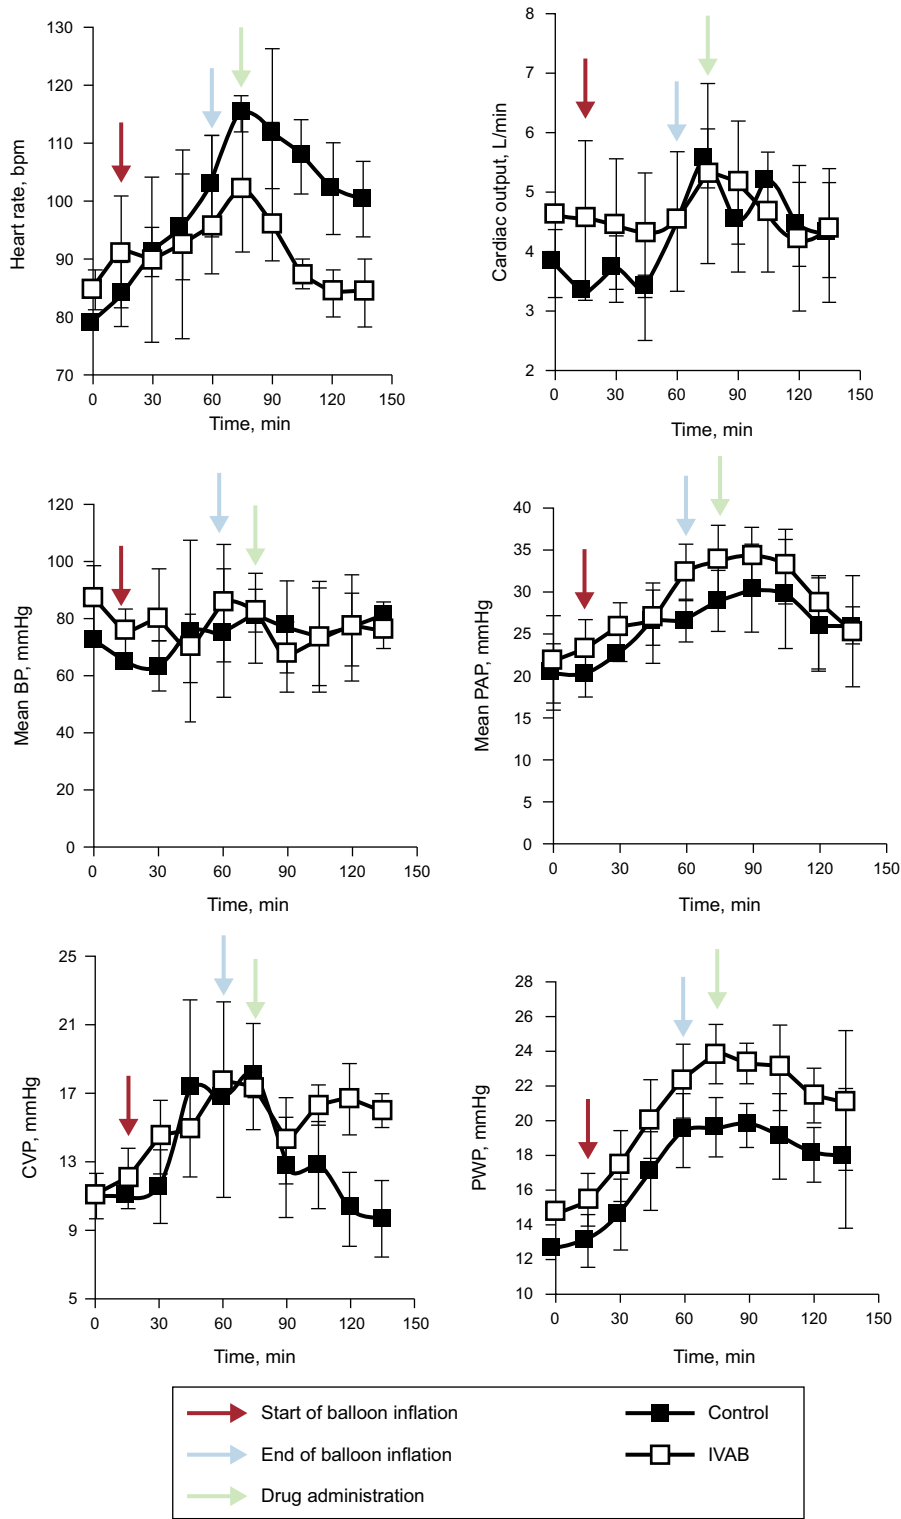 Heart rate, bpm
130
120
110
100
90
80
70
0 30 60 90 120 150
Time, min
Cardiac output, L/min
8
7
6
5
4
3
2
0 30 60 90 120 150
Time, min
Mean BP, mmHg
120
100
80
60
40
20
0
0 30 60 90 120 150
Time, min
Mean PAP, mmHg
40
35
30
25
20
15
10
5
0
0 30 60 90 120 150
Time, min
CVP, mmHg
25
21
17
13
9
5
0 30 60 90 120 150
Time, min
PWP, mmHg
28
26
24
22
20
18
16
14
12
10
0 30 60 90 120 150
Time, min
Start of balloon inflation
End of balloon inflation
Drug administration
Control
IVAB